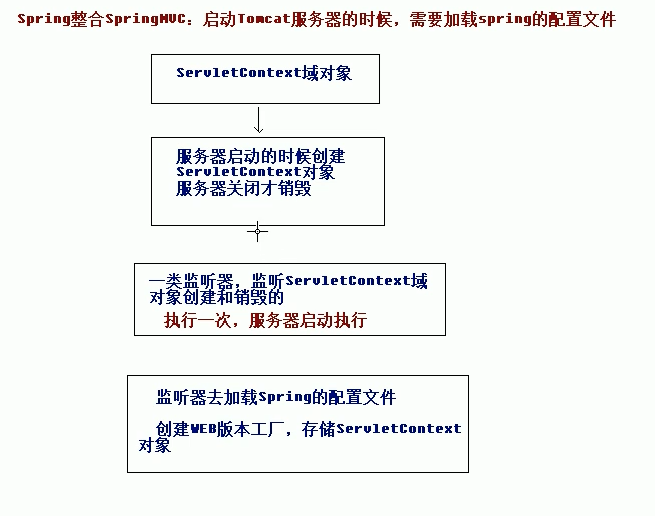 Spring整合SpringMVC：启动Tomcat服务器的时候，需要加载spring的配置文件
ServletContext域对象
服务器启动的时候创建
ServletContext对象
服务器关闭才销毁
一类监听器，监听ServletContext域
对象创建和销毁的
执行一次，服务器启动执行
监听器去加载Spring的配置文件
创建WEB版本工厂，存储ServletContext
对象